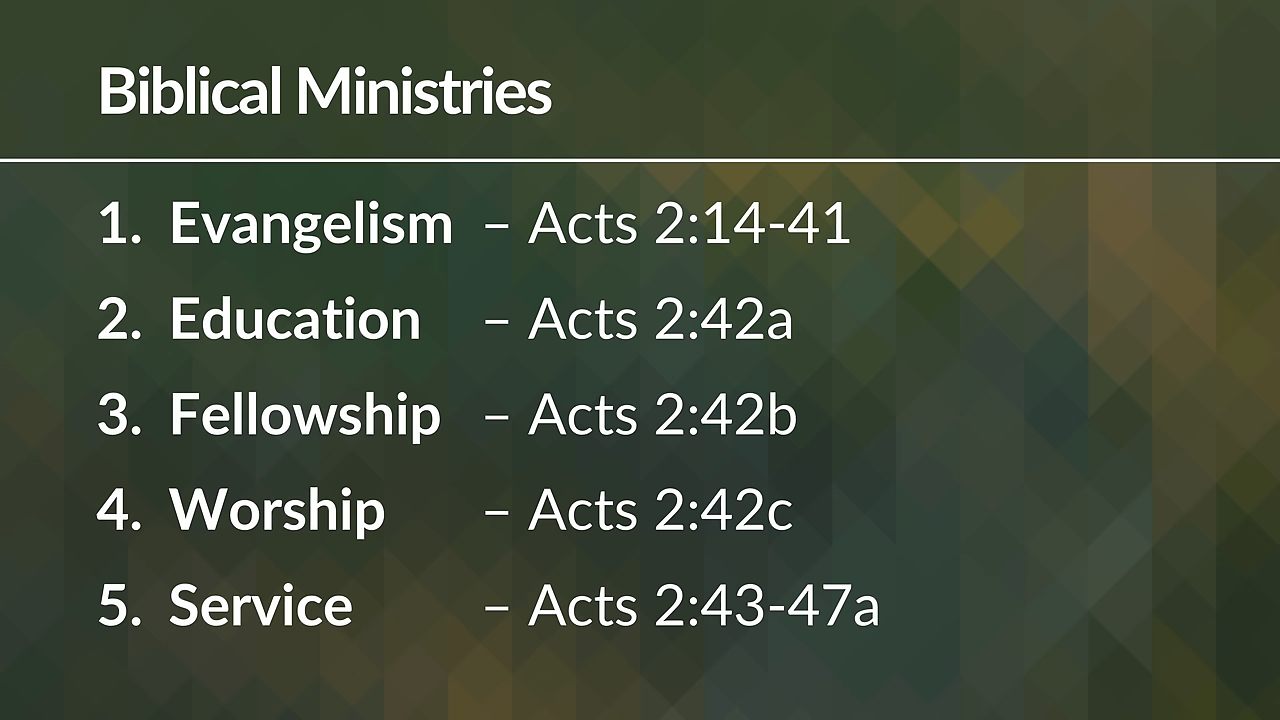 Biblical Ministries
1. Evangelism – Acts 2:14-41
2. Education – Acts 2:42a
3. Fellowship – Acts 2:42b
4. Worship – Acts 2:42c
5. Service – Acts 2:43-47a